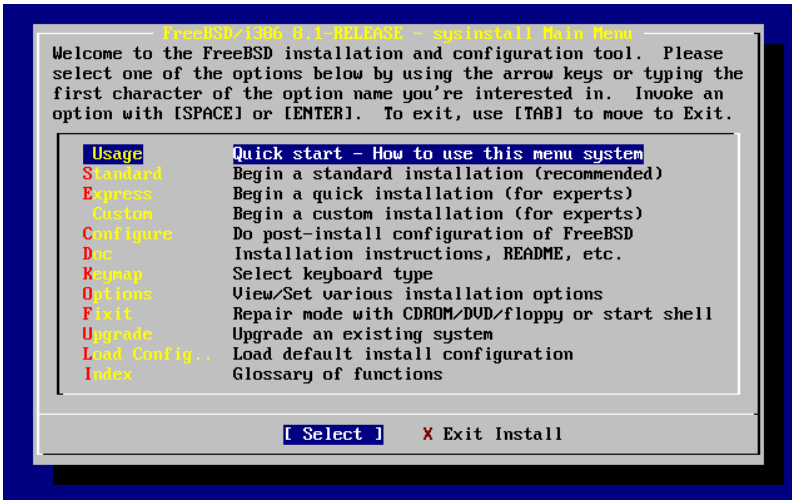 FreeBSD/i386 8.1-RELEASE - sysinstall Main Menu
Welcome to the FreeBSD installation and configuration tool. Please
select one of the options below by using the arrow keys or typing the
first character of the option name you're interested in. Invoke an
option with [SPACE] or [ENTER]. To exit, use [TAB] to move to Exit.
Usage Quick start - How to use this menu system
Standard Begin a standard installation (recommended)
Express Begin a quick installation (for experts)
Custom Begin a custom installation (for experts)
Configure Do post-install configuration of FreeBSD
Doc Installation instructions, README, etc.
Keymap Select keyboard type
Options View/Set various installation options
Fixit Repair mode with CDROM/DVD/floppy or start shell
Upgrade Upgrade an existing system
Load Config.. Load default install configuration
Index Glossary of functions
[ Select ] X Exit Install